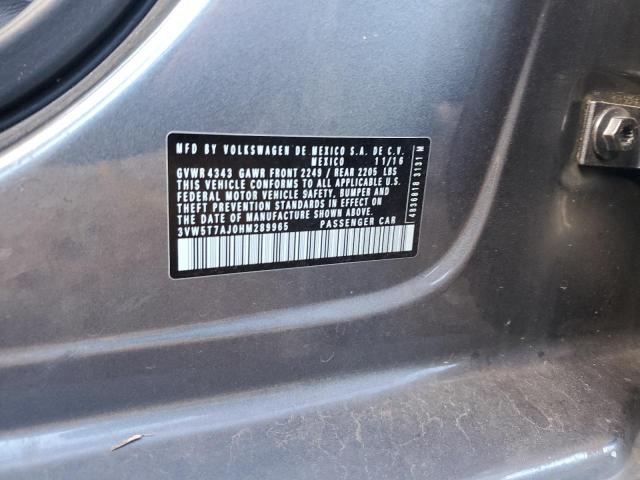 MFD BY VOLKSWAGEN DE MEXICO S.A. DE C.V.
MEXICO 11/16
GVWR 4343 GAWR FRONT 2249 / REAR 2205 LBS
THIS VEHICLE CONFORMS TO ALL APPLICABLE U.S.
FEDERAL MOTOR VEHICLE SAFETY, BUMPER AND
THEFT PREVENTION STANDARDS IN EFFECT ON
THE DATE OF MANUFACTURE SHOWN ABOVE.
3VW5T7AJ0HM289965 PASSENGER CAR
4836818 3131 M